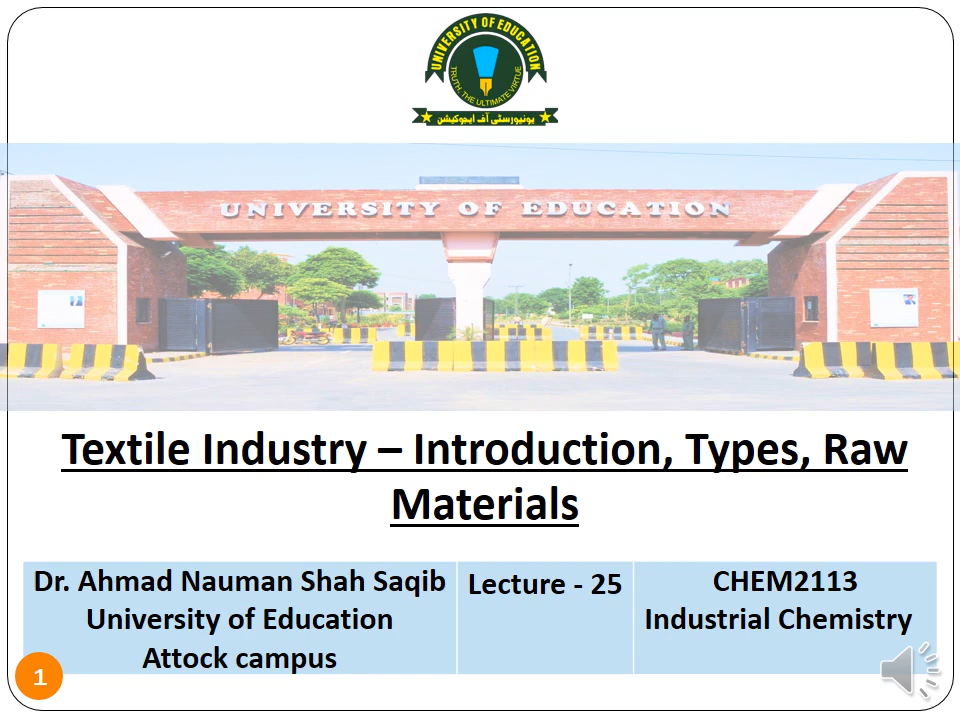 UNIVERSITY OF EDUCATION
TRUTH, THE ULTIMATE VIRTUE
یونیورسٹی آف ایجوکیشن
UNIVERSITY OF EDUCATION
Textile Industry – Introduction, Types, Raw
Materials
Dr. Ahmad Nauman Shah Saqib
University of Education
Attock campus
Lecture - 25
CHEM2113
Industrial Chemistry
1